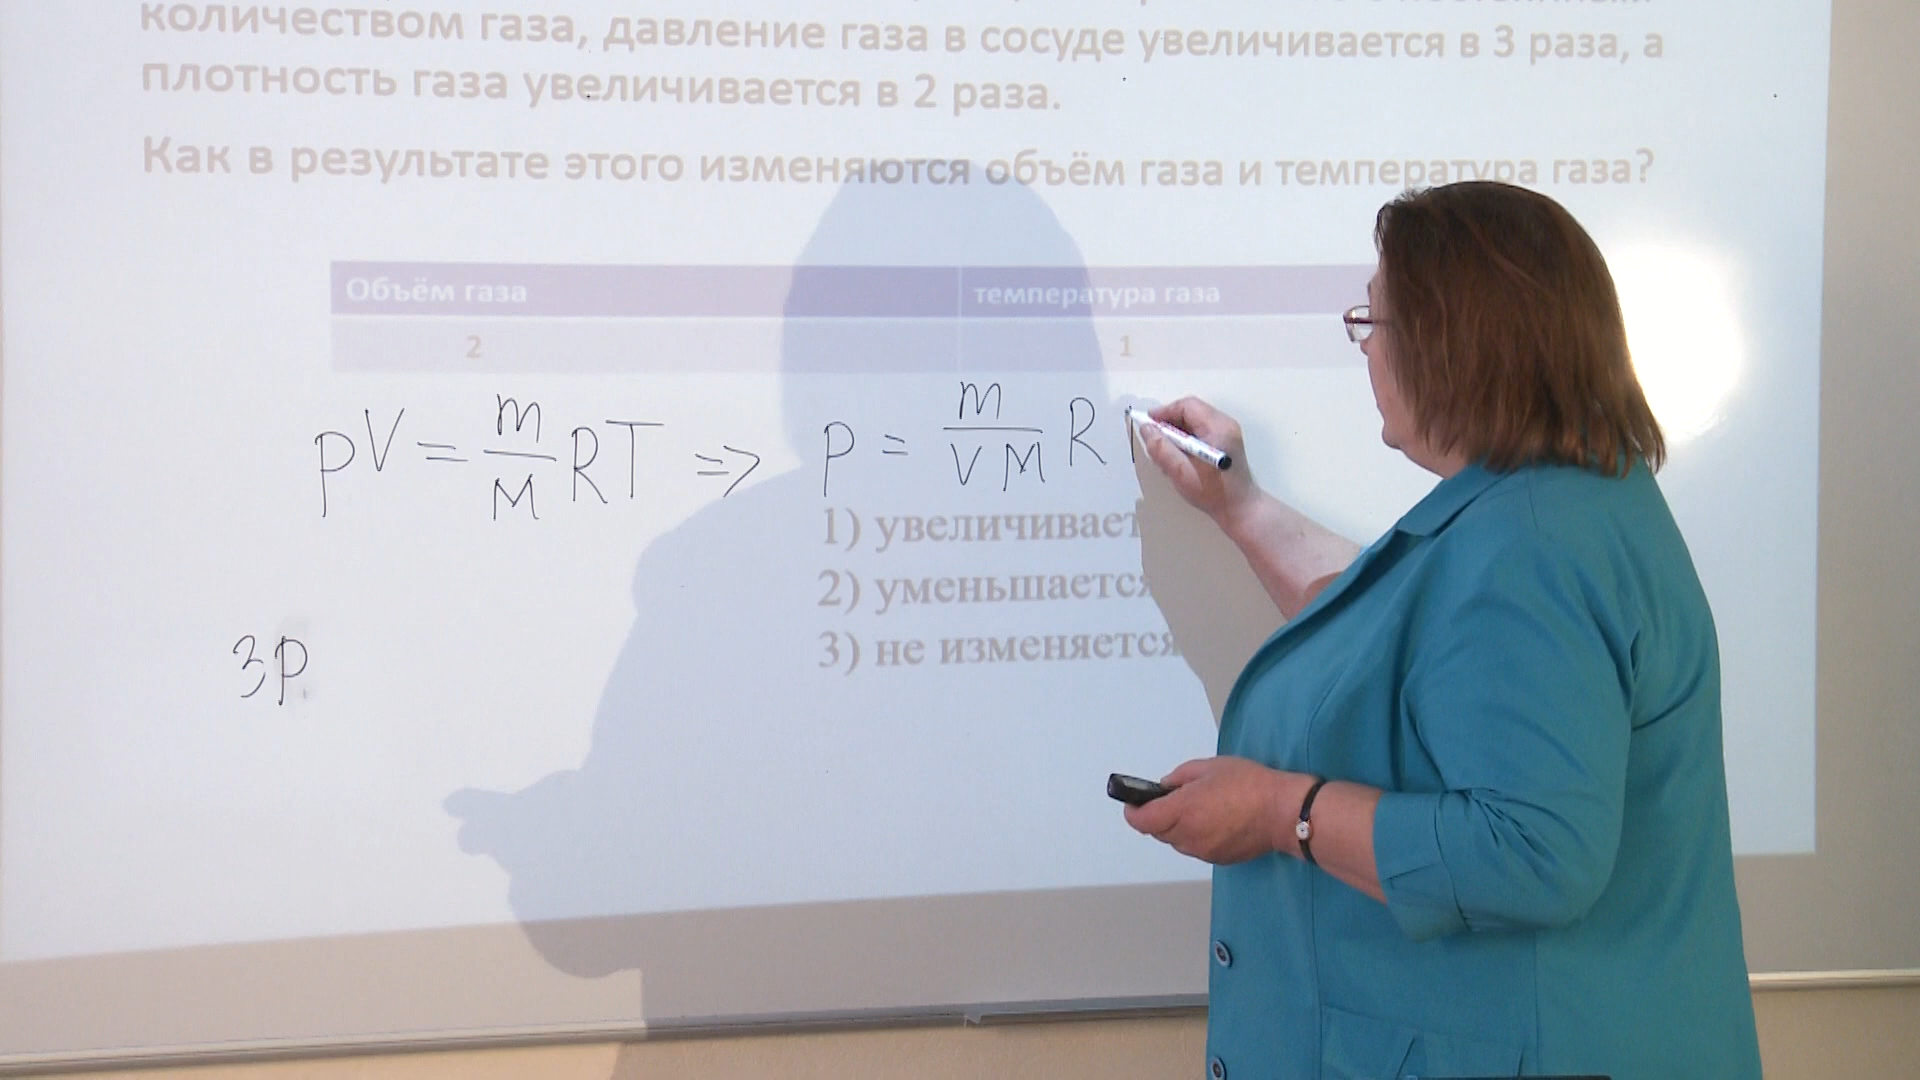 количеством газа, давление газа в сосуде увеличивается в 3 раза, а
плотность газа увеличивается в 2 раза.
Как в результате этого изменяются объём газа и температура газа?
Объём газа температура газа
2 1
pV = m/M RT => p = m/VM R
1) увеличивает
2) уменьшается
3) не изменяется
3p.